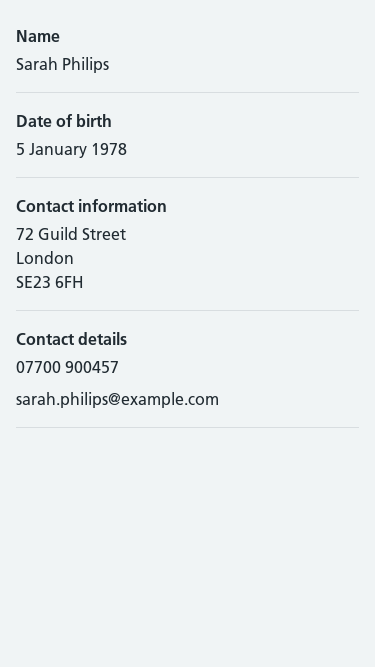 Name
Sarah Philips
Date of birth
5 January 1978
Contact information
72 Guild Street
London
SE23 6FH
Contact details
07700 900457
sarah.philips@example.com